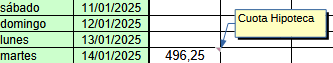 sábado 11/01/2025
domingo 12/01/2025
lunes 13/01/2025
martes 14/01/2025 496,25
Cuota Hipoteca